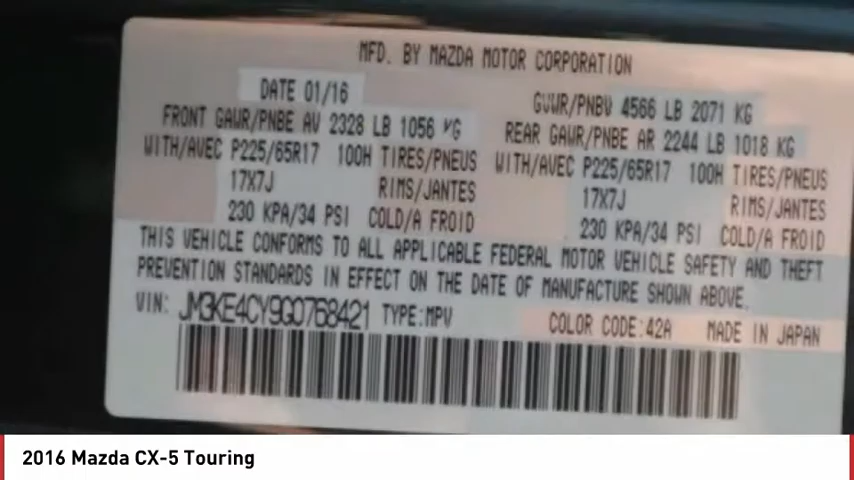 MFD. BY MAZDA MOTOR CORPORATION
DATE 01/16
GVWR/PNBV 4566 LB 2071 KG
FRONT GAWR/PNBE AV 2328 LB 1056 KG
REAR GAWR/PNBE AR 2244 LB 1018 KG
WITH/AVEC P225/65R17 100H TIRES/PNEUS
WITH/AVEC P225/65R17 100H TIRES/PNEUS
17X7J RIMS/JANTES
17X7J RIMS/JANTES
230 KPA/34 PSI COLD/A FROID
230 KPA/34 PSI COLD/A FROID
THIS VEHICLE CONFORMS TO ALL APPLICABLE FEDERAL MOTOR VEHICLE SAFETY AND THEFT
PREVENTION STANDARDS IN EFFECT ON THE DATE OF MANUFACTURE SHOWN ABOVE.
VIN: JM3KE4CY9G0768421 TYPE:MPV COLOR CODE:42A MADE IN JAPAN
2016 Mazda CX-5 Touring